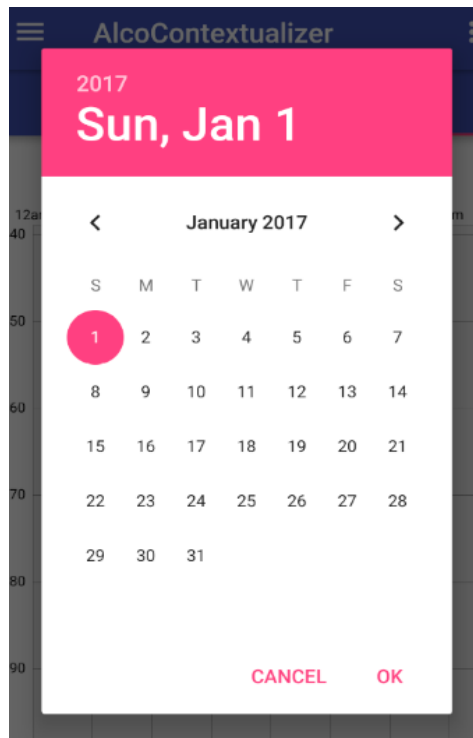 AlcoContextualizer
2017
Sun, Jan 1
12a
m
40
January 2017
S M T W T F S
50
1 2 3 4 5 6 7
8 9 10 11 12 13 14
60
15 16 17 18 19 20 21
70
22 23 24 25 26 27 28
29 30 31
80
90
CANCEL OK